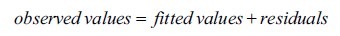 observed values = fitted values + residuals